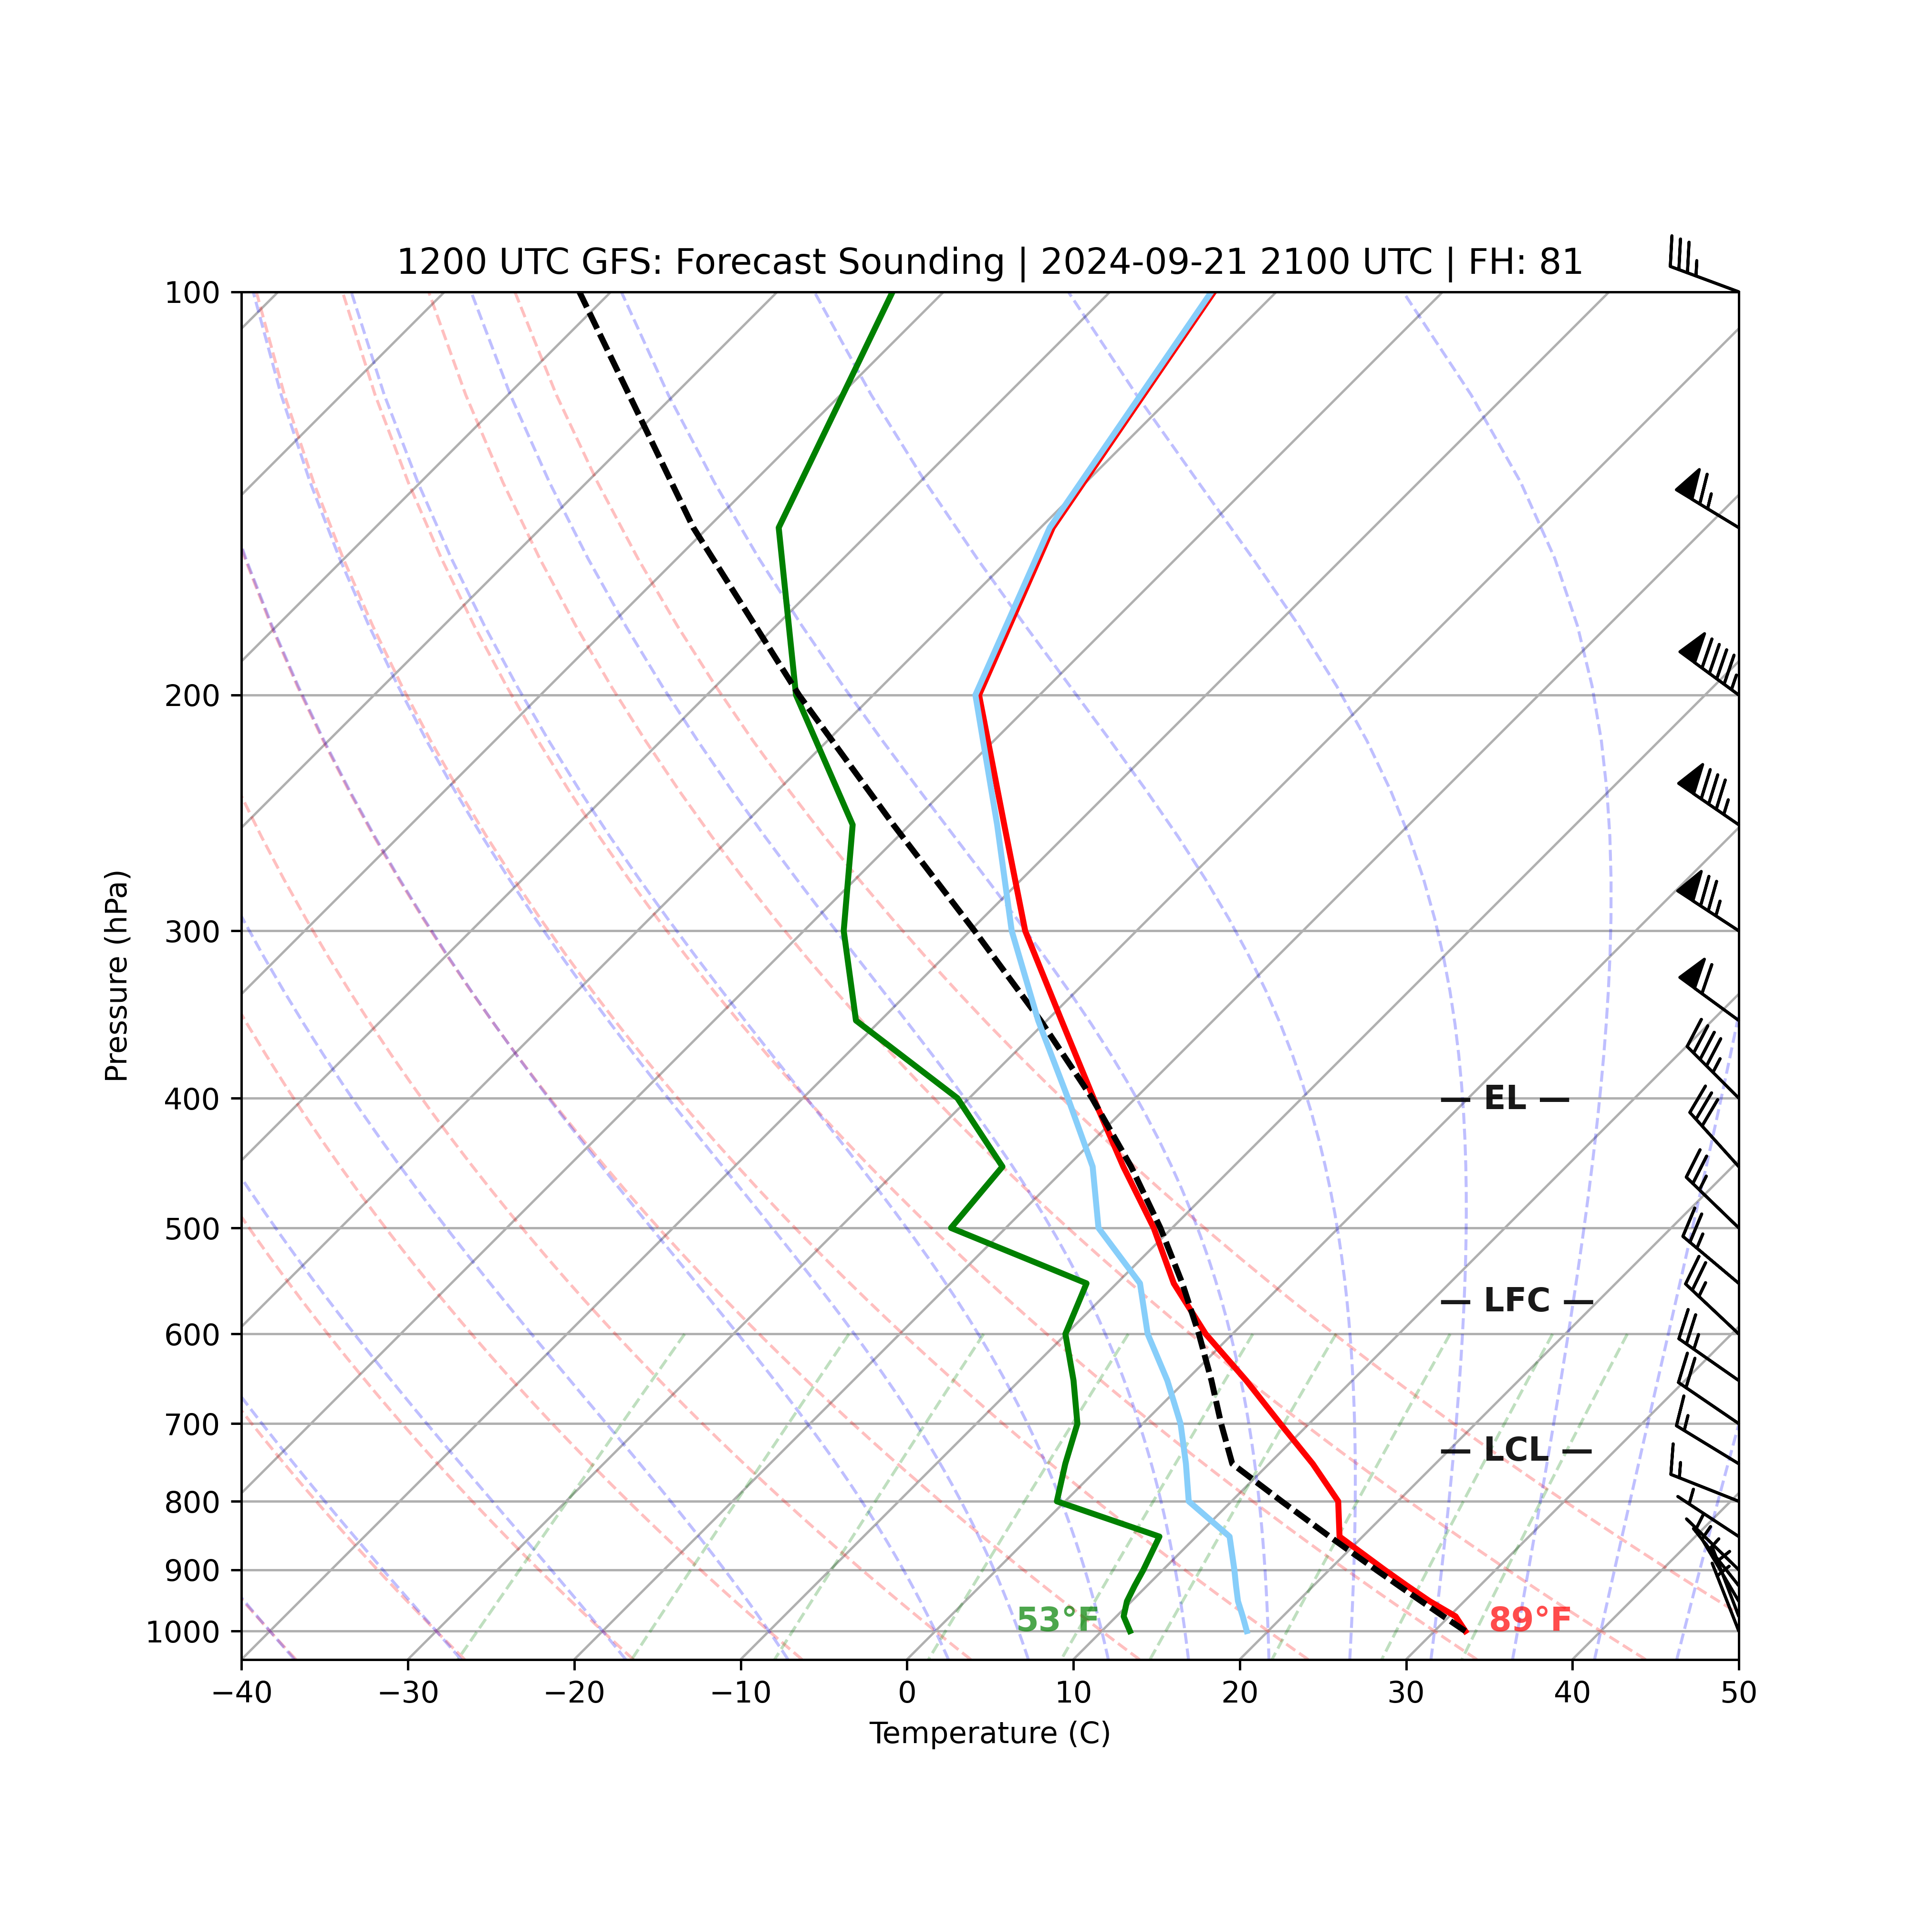 1200 UTC GFS: Forecast Sounding | 2024-09-21 2100 UTC | FH: 81
100
200
300
400
500
600
700
800
900
1000
Pressure (hPa)
— EL —
— LFC —
— LCL —
53°F
89°F
−40 −30 −20 −10 0 10 20 30 40 50
Temperature (C)